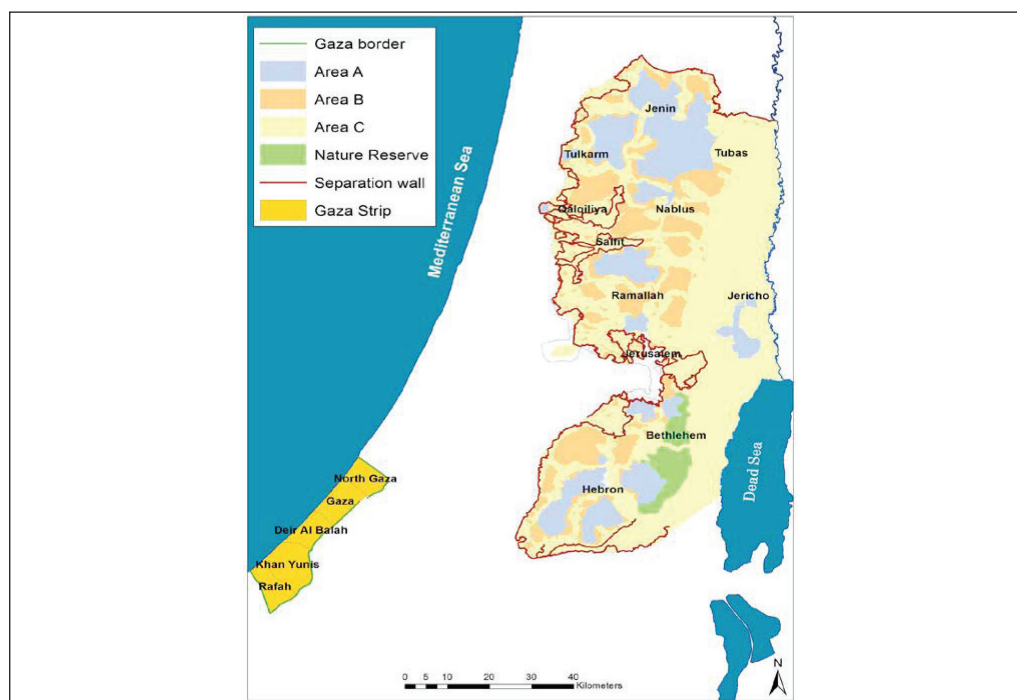 Gaza border
Area A
Area B
Area C
Nature Reserve
Separation wall
Gaza Strip
Mediterranean Sea
Jenin
Tulkarm
Tubas
Qalqiliya
Nablus
Salfit
Ramallah
Jericho
Jerusalem
Bethlehem
Dead Sea
Hebron
North Gaza
Gaza
Deir Al Balah
Khan Yunis
Rafah
0 5 10 20 30 40
Kilometers
N